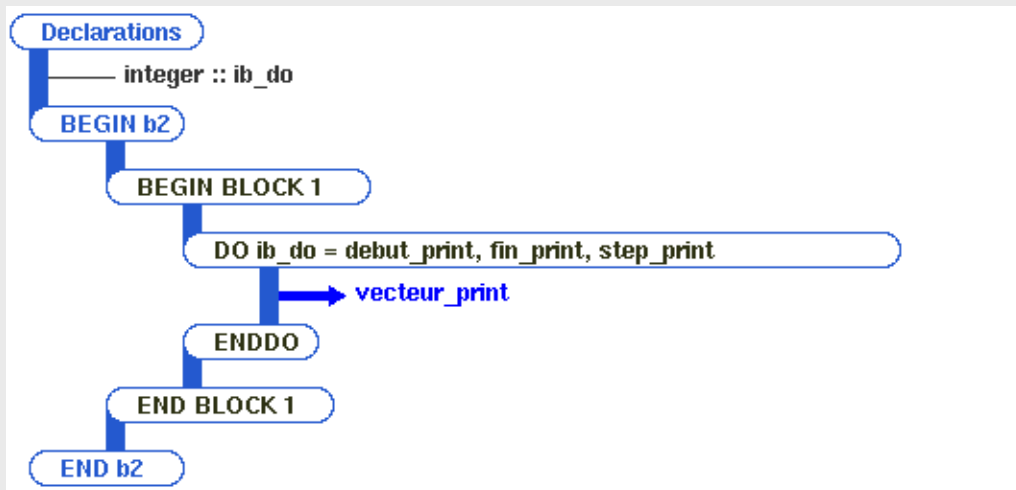 Declarations
integer :: ib_do
BEGIN b2
BEGIN BLOCK 1
DO ib_do = debut_print, fin_print, step_print
vecteur_print
ENDDO
END BLOCK 1
END b2